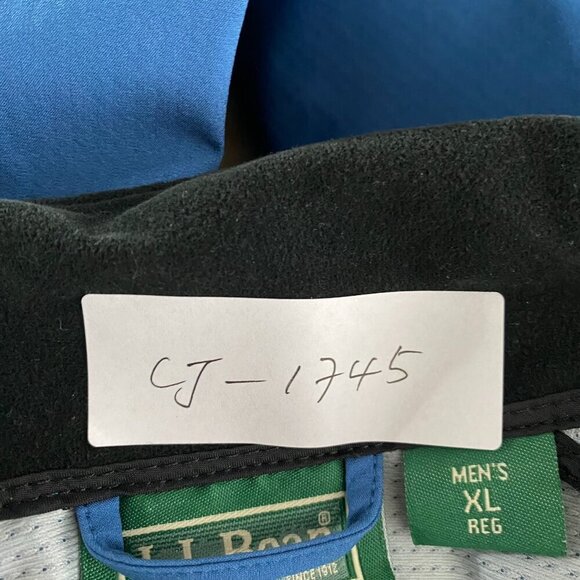 CJ-1745
MEN'S
XL
REG
L.L.Bean®
SINCE 1912